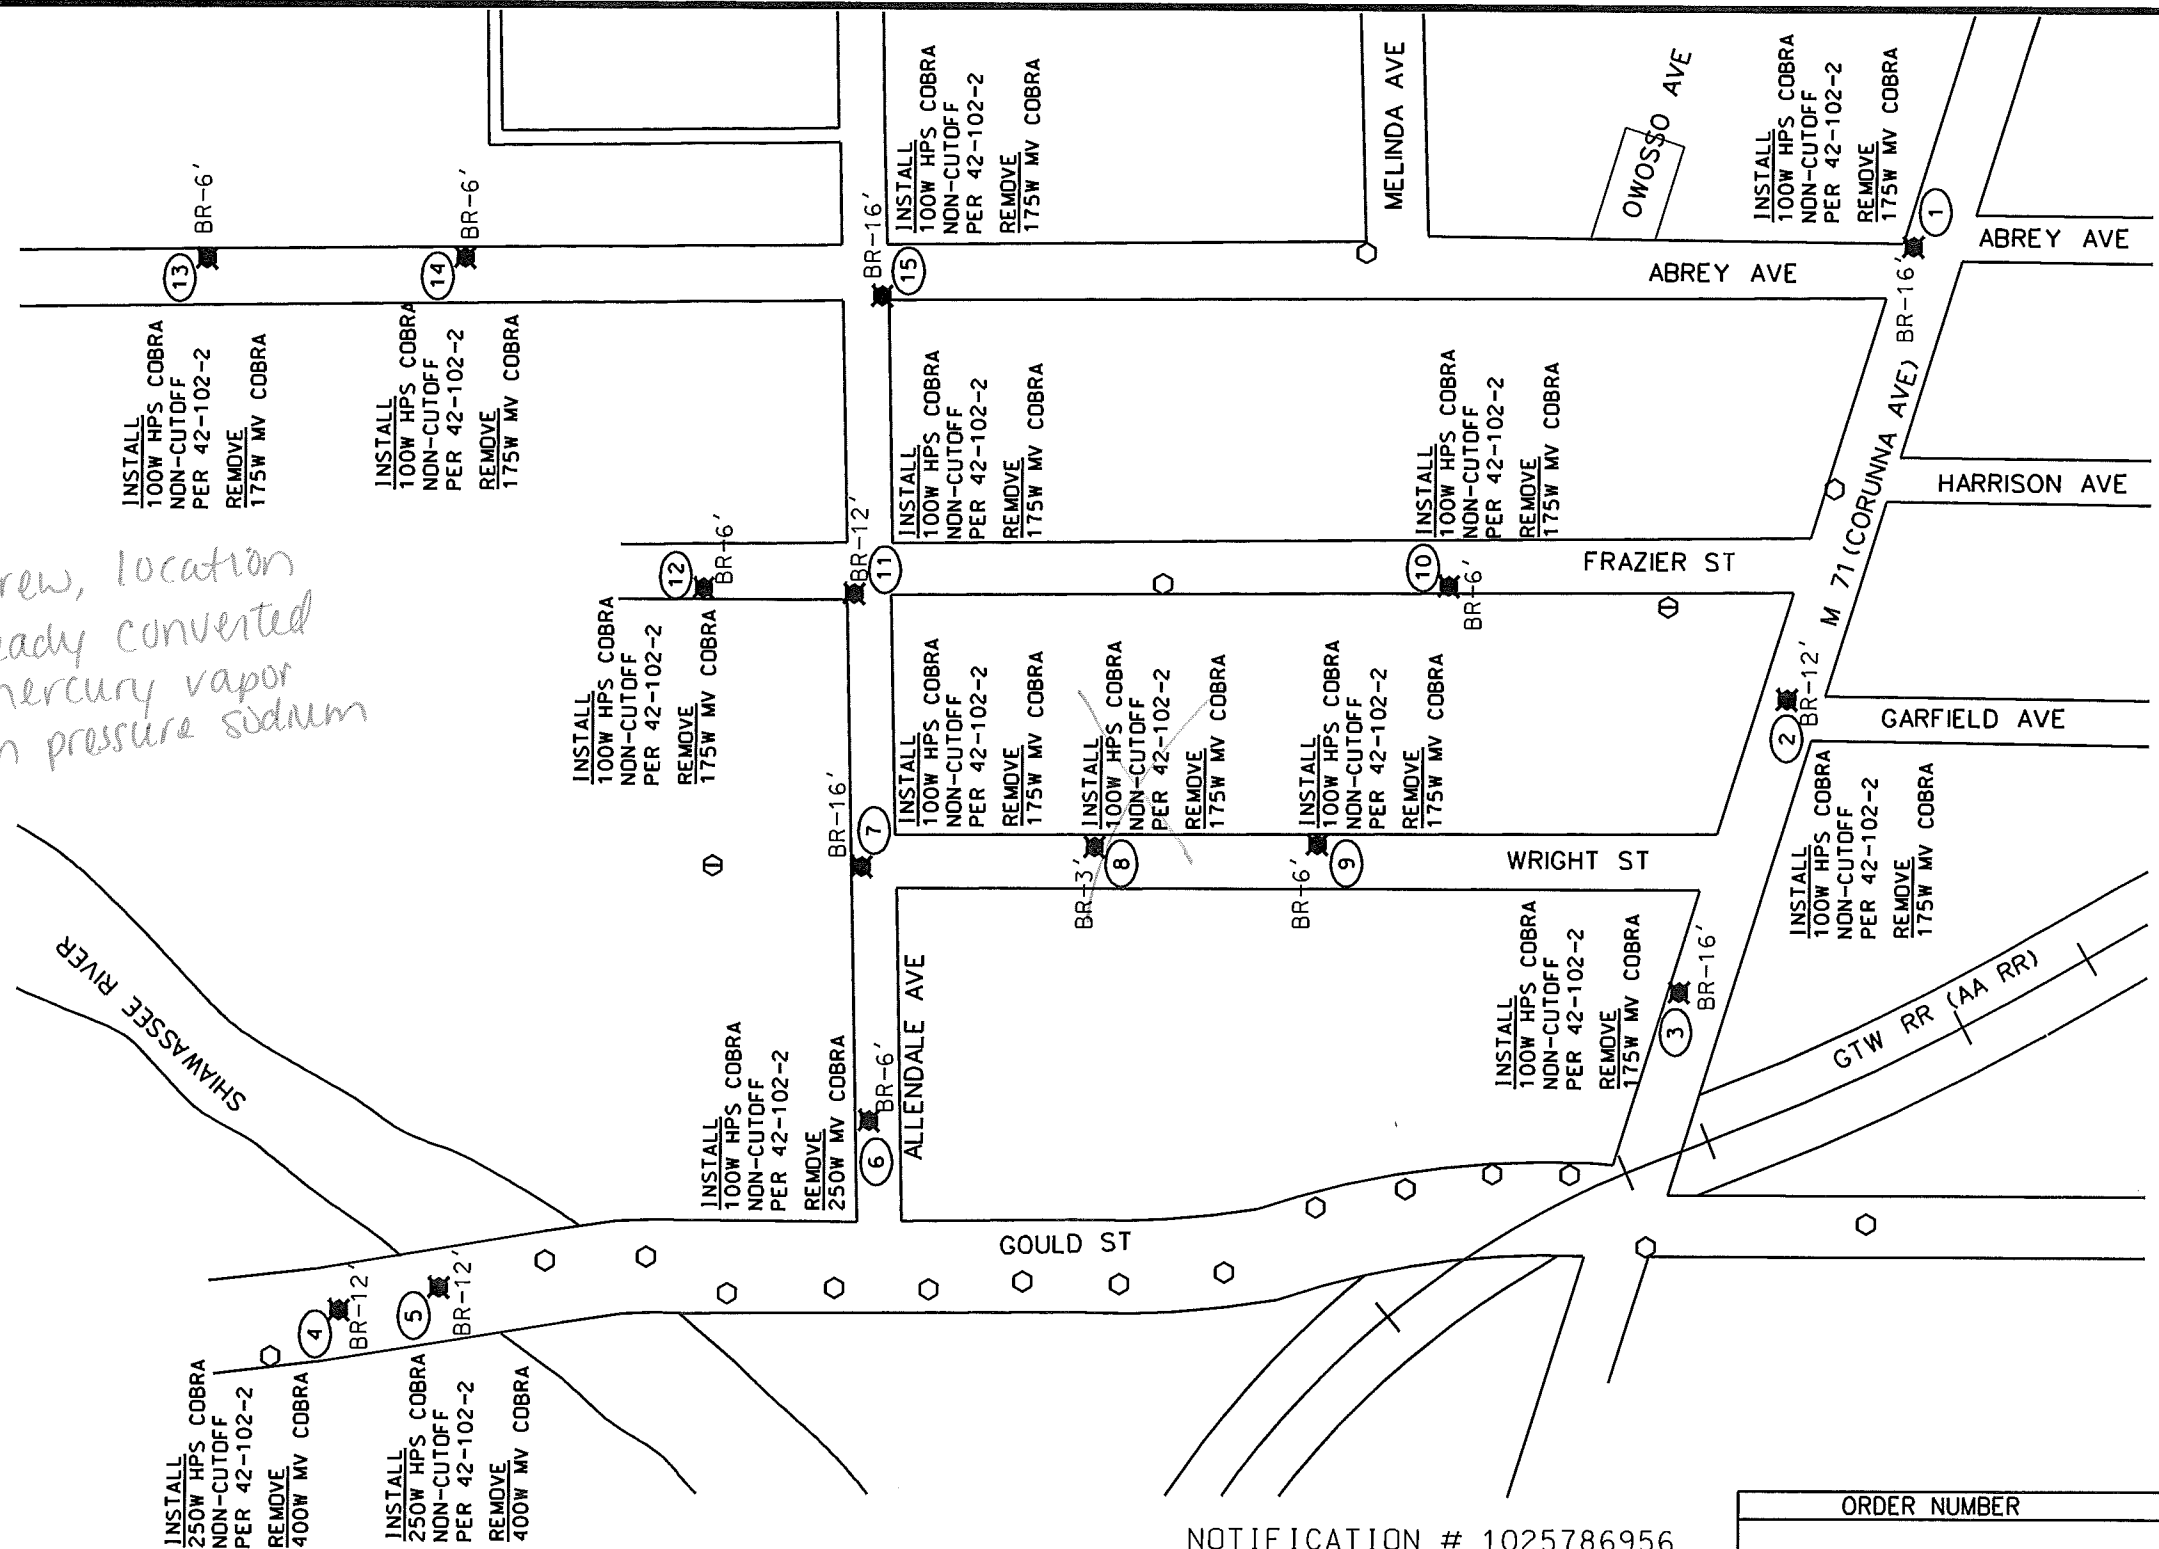 INSTALL
100W HPS COBRA
NON-CUTOFF
PER 42-102-2
REMOVE
175W MV COBRA
13
BR-6'
INSTALL
100W HPS COBRA
NON-CUTOFF
PER 42-102-2
REMOVE
175W MV COBRA
14
BR-6'
INSTALL
100W HPS COBRA
NON-CUTOFF
PER 42-102-2
REMOVE
175W MV COBRA
15
BR-16'
MELINDA AVE
OWOSSO AVE
INSTALL
100W HPS COBRA
NON-CUTOFF
PER 42-102-2
REMOVE
175W MV COBRA
1
BR-16'
ABREY AVE
ABREY AVE
location
converted
mercury vapor
pressure sodium
INSTALL
100W HPS COBRA
NON-CUTOFF
PER 42-102-2
REMOVE
175W MV COBRA
12
BR-6'
INSTALL
100W HPS COBRA
NON-CUTOFF
PER 42-102-2
REMOVE
175W MV COBRA
11
BR-12'
INSTALL
100W HPS COBRA
NON-CUTOFF
PER 42-102-2
REMOVE
175W MV COBRA
10
BR-6'
FRAZIER ST
M 71 (CORUNNA AVE)
HARRISON AVE
GARFIELD AVE
INSTALL
100W HPS COBRA
NON-CUTOFF
PER 42-102-2
REMOVE
175W MV COBRA
7
BR-16'
INSTALL
100W HPS COBRA
NON-CUTOFF
PER 42-102-2
REMOVE
175W MV COBRA
8
BR-3'
INSTALL
100W HPS COBRA
NON-CUTOFF
PER 42-102-2
REMOVE
175W MV COBRA
9
BR-6'
WRIGHT ST
INSTALL
100W HPS COBRA
NON-CUTOFF
PER 42-102-2
REMOVE
175W MV COBRA
2
BR-12'
SHIAWASSEE RIVER
INSTALL
100W HPS COBRA
NON-CUTOFF
PER 42-102-2
REMOVE
250W MV COBRA
6
BR-6'
ALLENDALE AVE
INSTALL
100W HPS COBRA
NON-CUTOFF
PER 42-102-2
REMOVE
175W MV COBRA
3
BR-16'
GTW RR (AA RR)
GOULD ST
INSTALL
250W HPS COBRA
NON-CUTOFF
PER 42-102-2
REMOVE
400W MV COBRA
4
BR-12'
INSTALL
250W HPS COBRA
NON-CUTOFF
PER 42-102-2
REMOVE
400W MV COBRA
5
BR-12'
NOTIFICATION # 1025786956
ORDER NUMBER